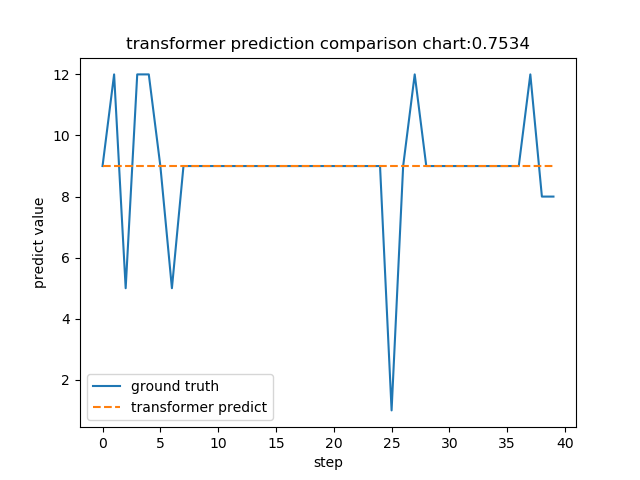 transformer prediction comparison chart:0.7534
12
10
8
6
4
2
predict value
ground truth
transformer predict
0 5 10 15 20 25 30 35 40
step